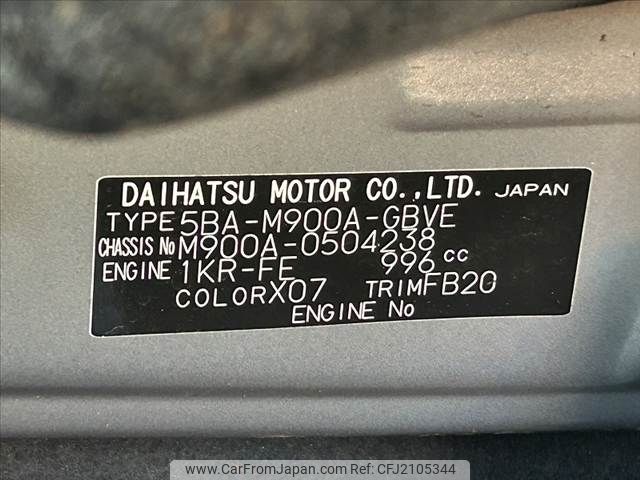 DAIHATSU MOTOR CO.,LTD. JAPAN
TYPE 5BA-M900A-GBVE
CHASSIS No M900A-0504238
ENGINE 1KR-FE 996 CC
COLOR X07 TRIM FB20
ENGINE No
www.CarFromJapan.com | Ref. No: CFJ2105344